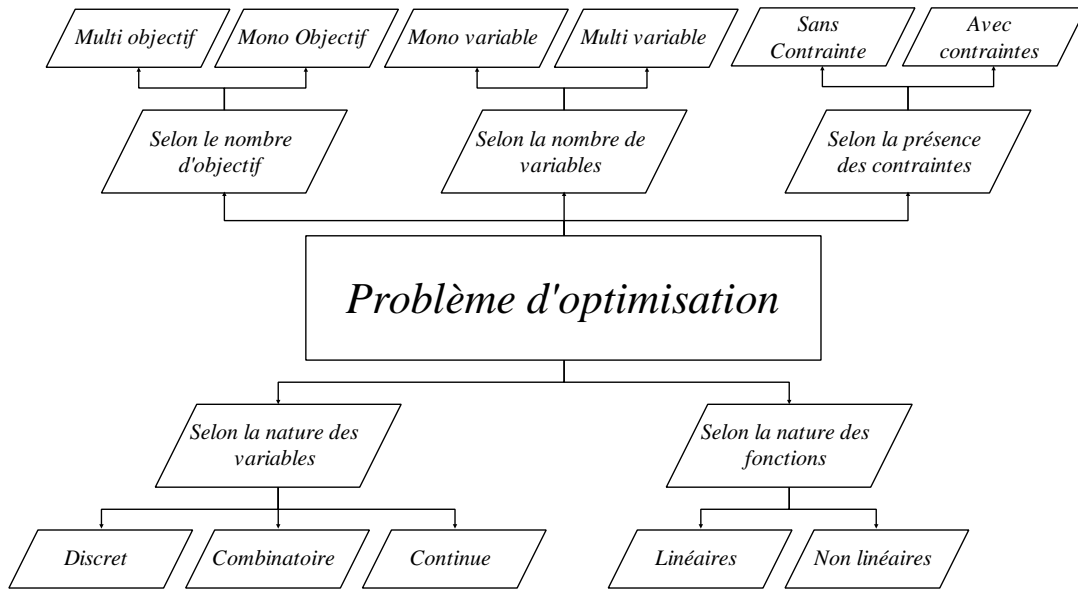 Multi objectif
Mono Objectif
Mono variable
Multi variable
Sans
Contrainte
Avec
contraintes
Selon le nombre
d'objectif
Selon la nombre de
variables
Selon la présence
des contraintes
Problème d'optimisation
Selon la nature des
variables
Selon la nature des
fonctions
Discret
Combinatoire
Continue
Linéaires
Non linéaires